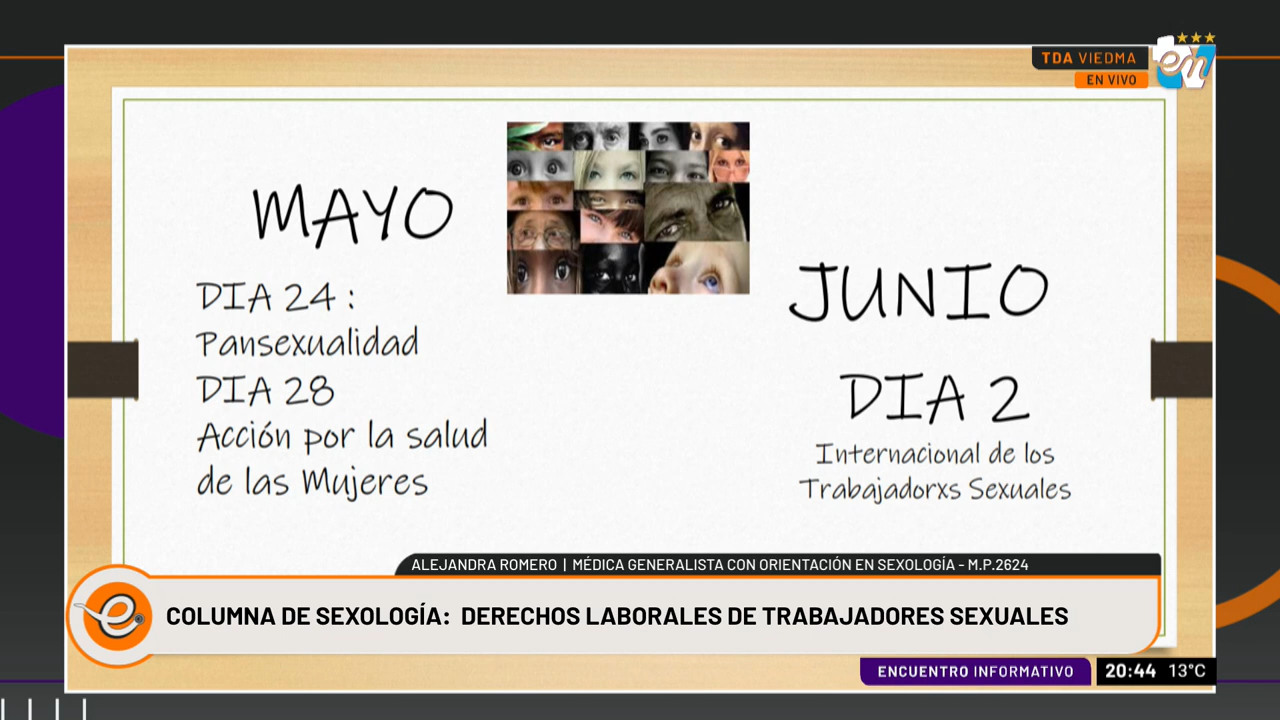 TDA VIEDMA
EN VIVO
en
MAYO
DIA 24 :
Pansexualidad
DIA 28
Acción por la salud
de las Mujeres
JUNIO
DIA 2
Internacional de los
Trabajadorxs Sexuales
ALEJANDRA ROMERO | MÉDICA GENERALISTA CON ORIENTACIÓN EN SEXOLOGÍA - M.P.2624
e
COLUMNA DE SEXOLOGÍA: DERECHOS LABORALES DE TRABAJADORES SEXUALES
ENCUENTRO INFORMATIVO
20:44 13°C